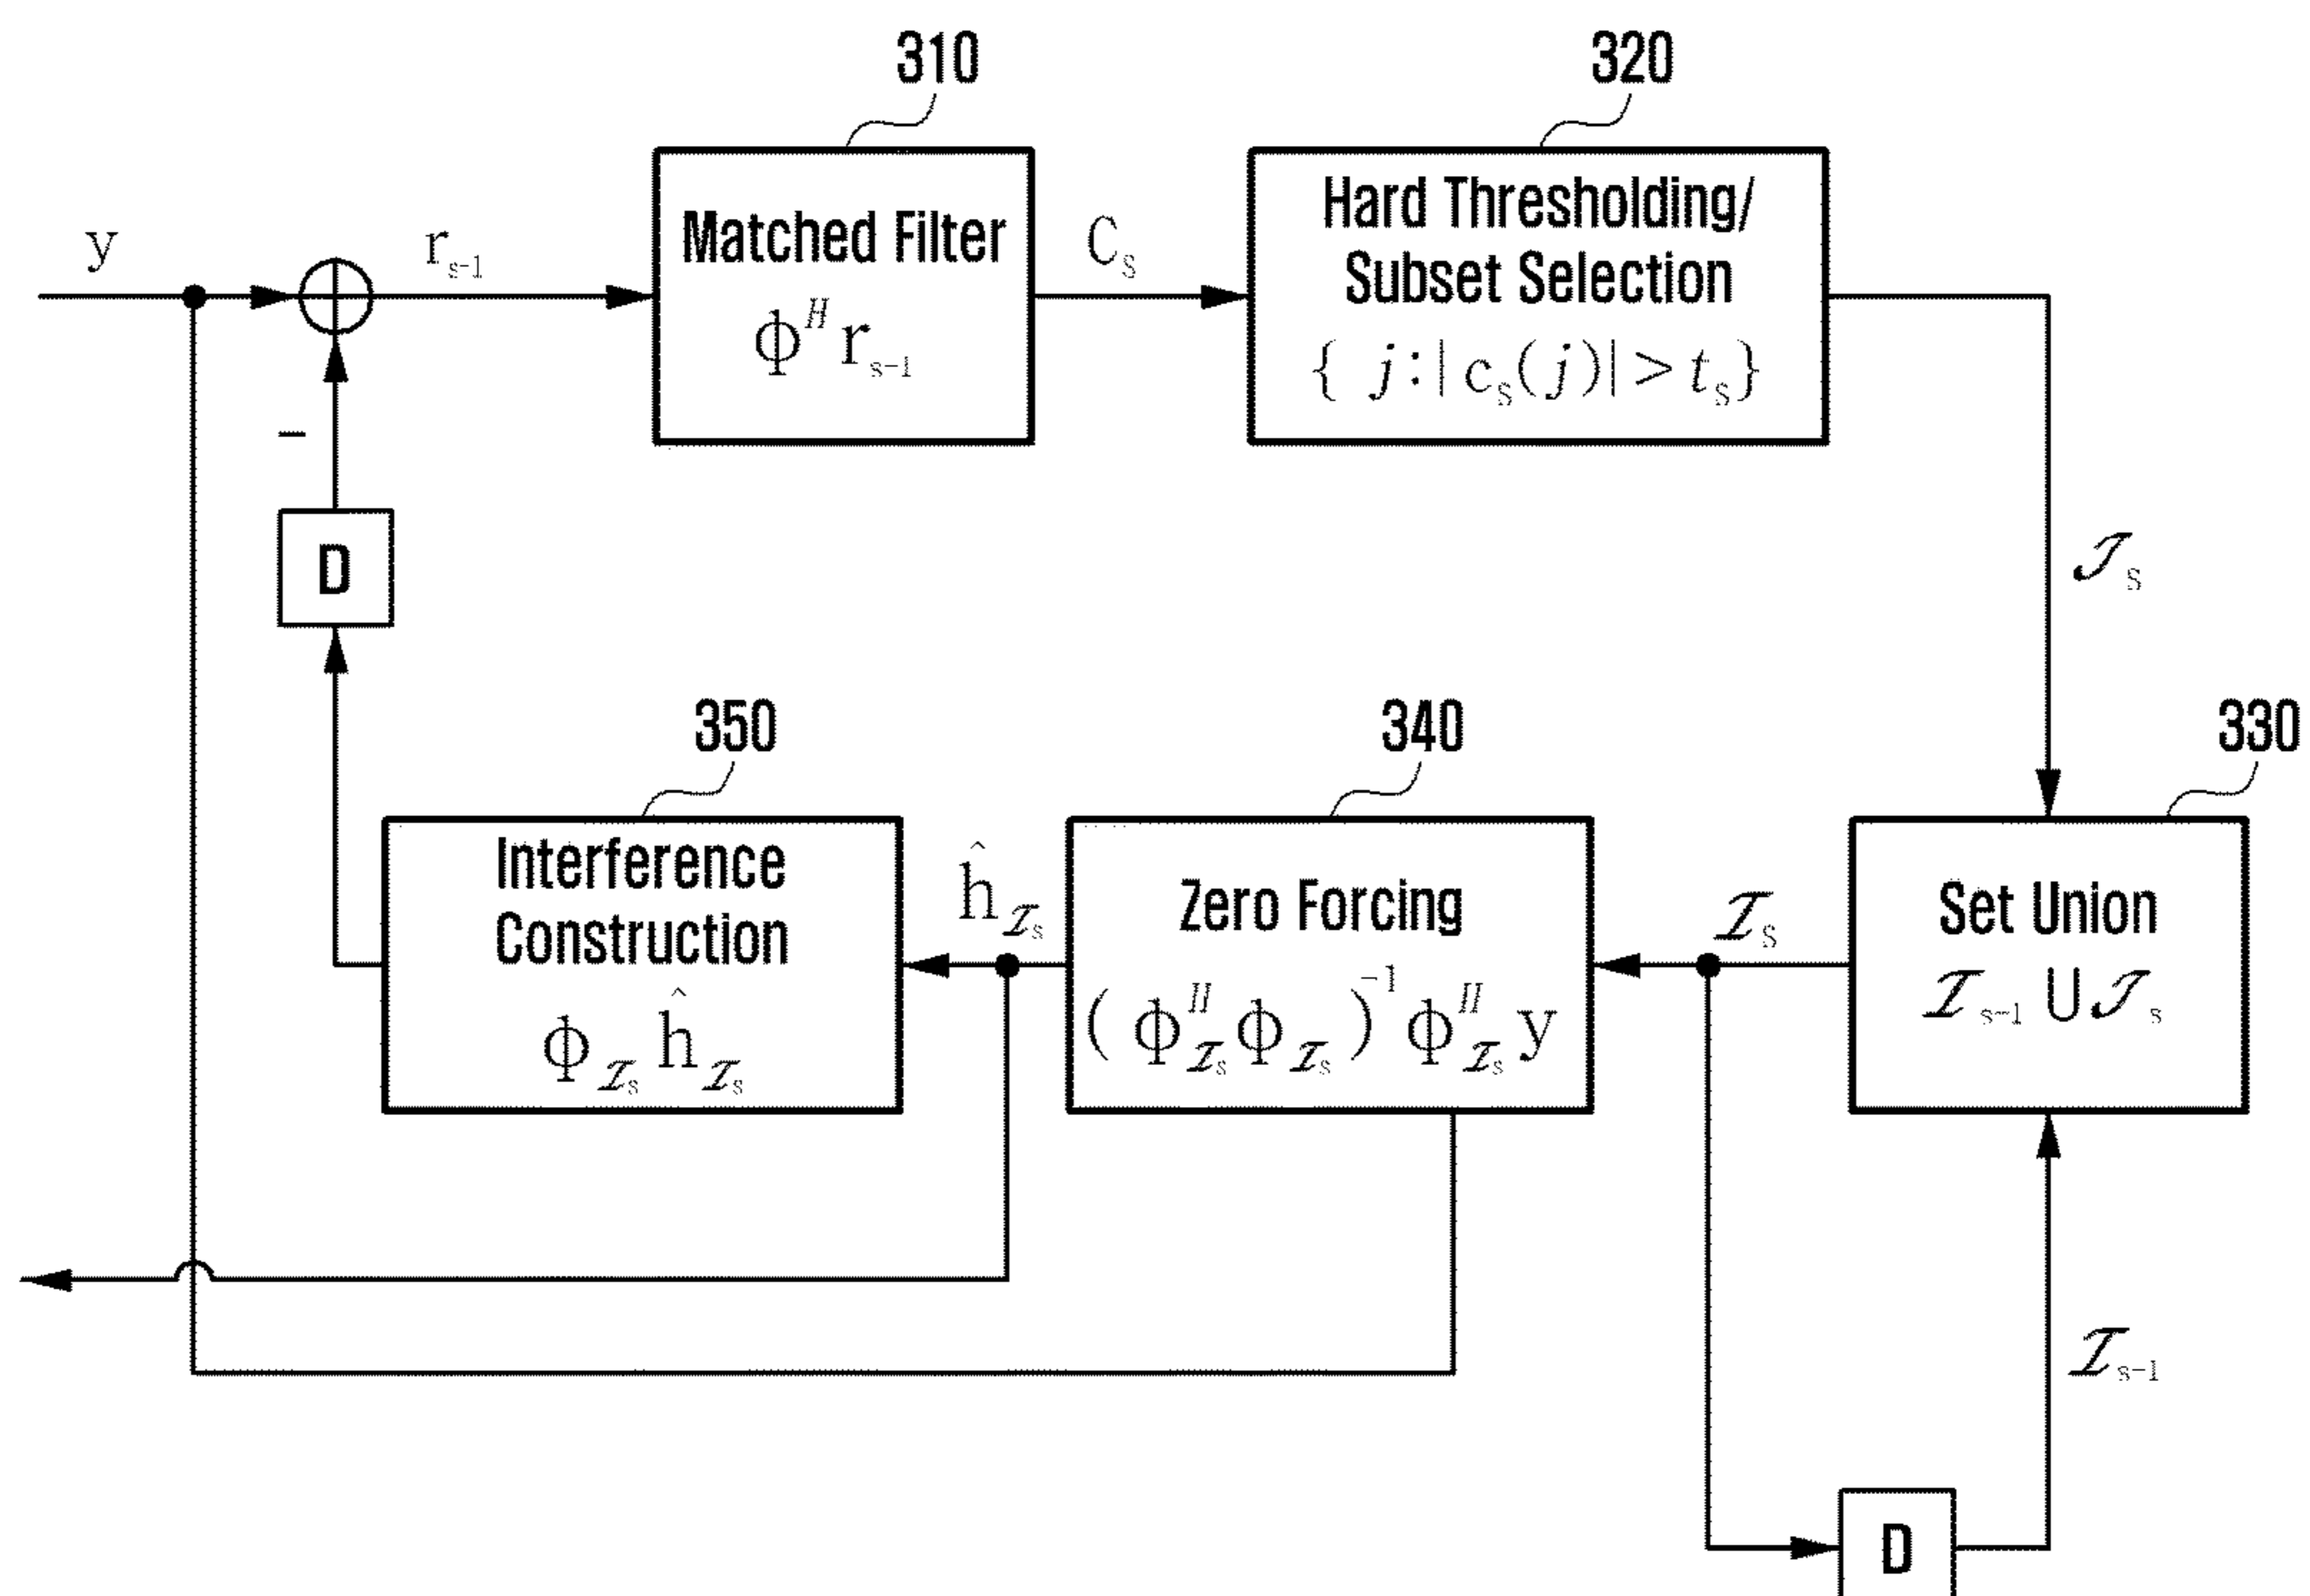 310
320
y
r_{s-1}
Matched Filter
Φ^H r_{s-1}
C_s
Hard Thresholding/
Subset Selection
{ j:|c_s(j)|>t_s}
−
D
𝒥_s
350
340
330
Interference
Construction
Φ_{ℐ_s} ĥ_{ℐ_s}
ĥ_{ℐ_s}
Zero Forcing
(Φ^H_{ℐ_s}Φ_{ℐ_s})^{-1}Φ^H_{ℐ_s}y
ℐ_s
Set Union
ℐ_{s-1}∪𝒥_s
ℐ_{s-1}
D